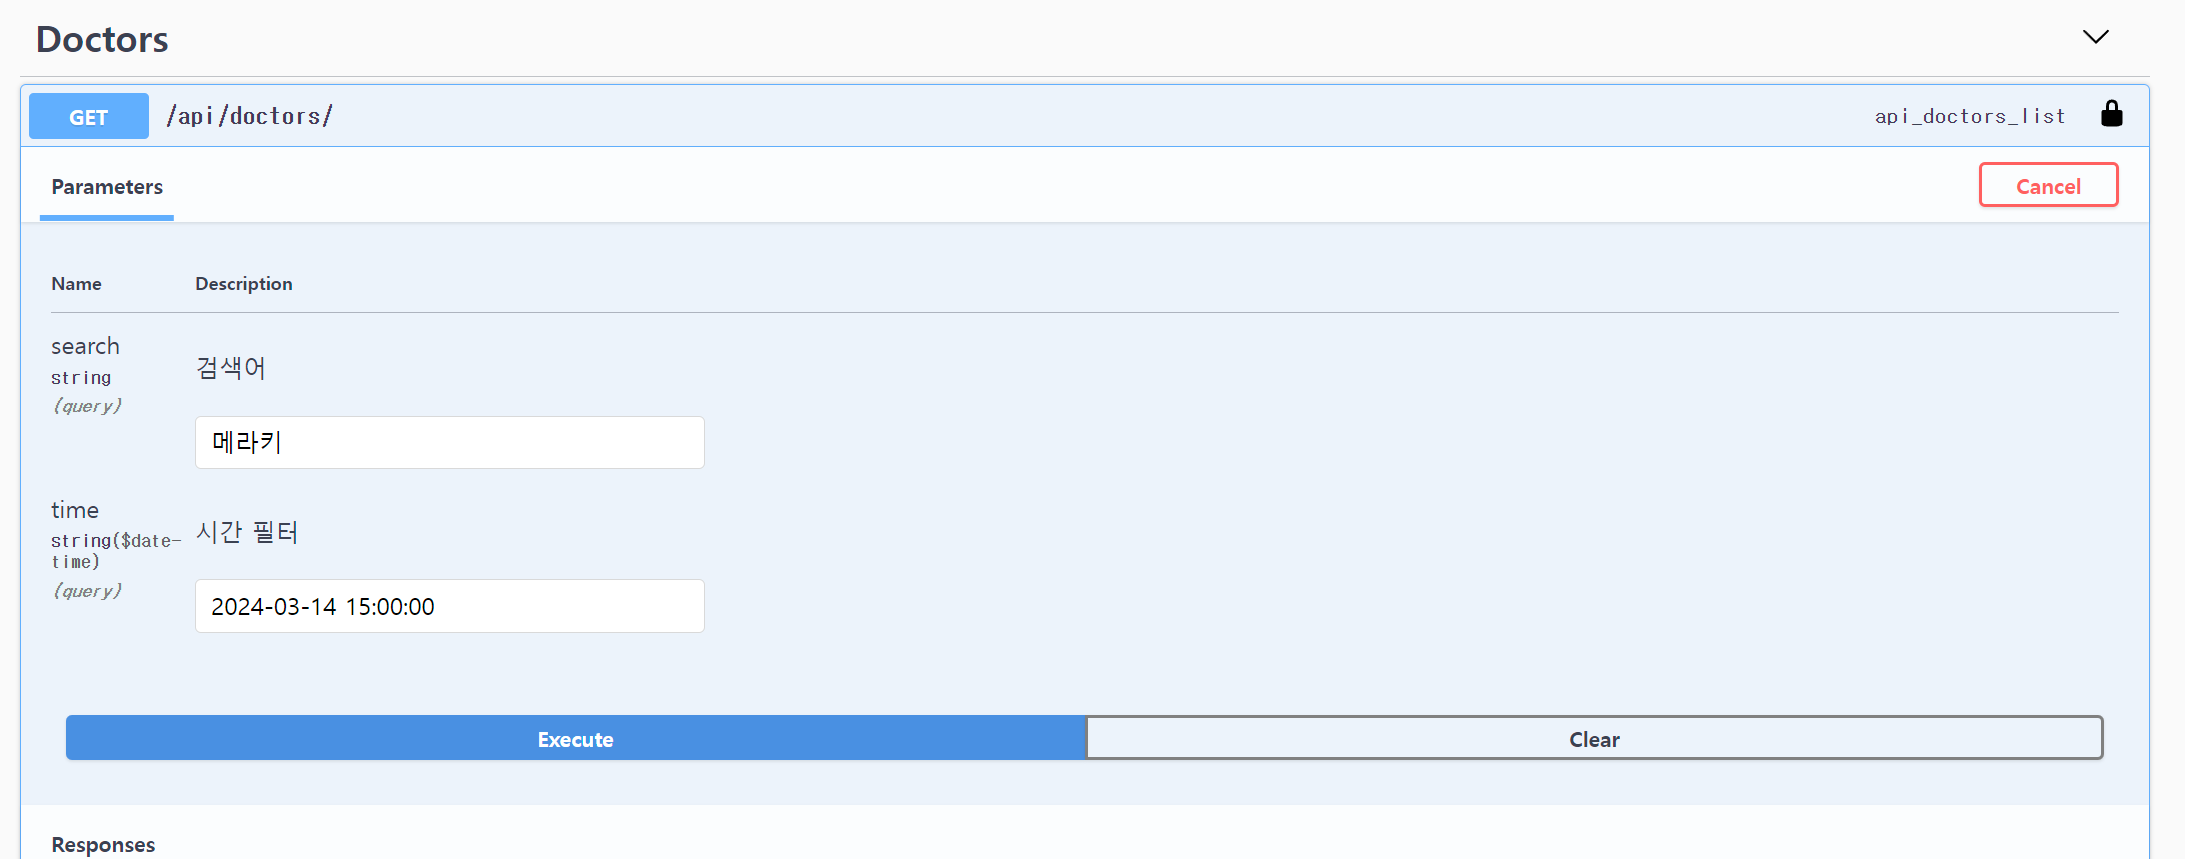 Doctors
GET /api/doctors/ api_doctors_list
Parameters Cancel
Name Description
search
string
(query)
검색어
메라키
time
string($date-
time)
(query)
시간 필터
2024-03-14 15:00:00
Execute Clear
Responses